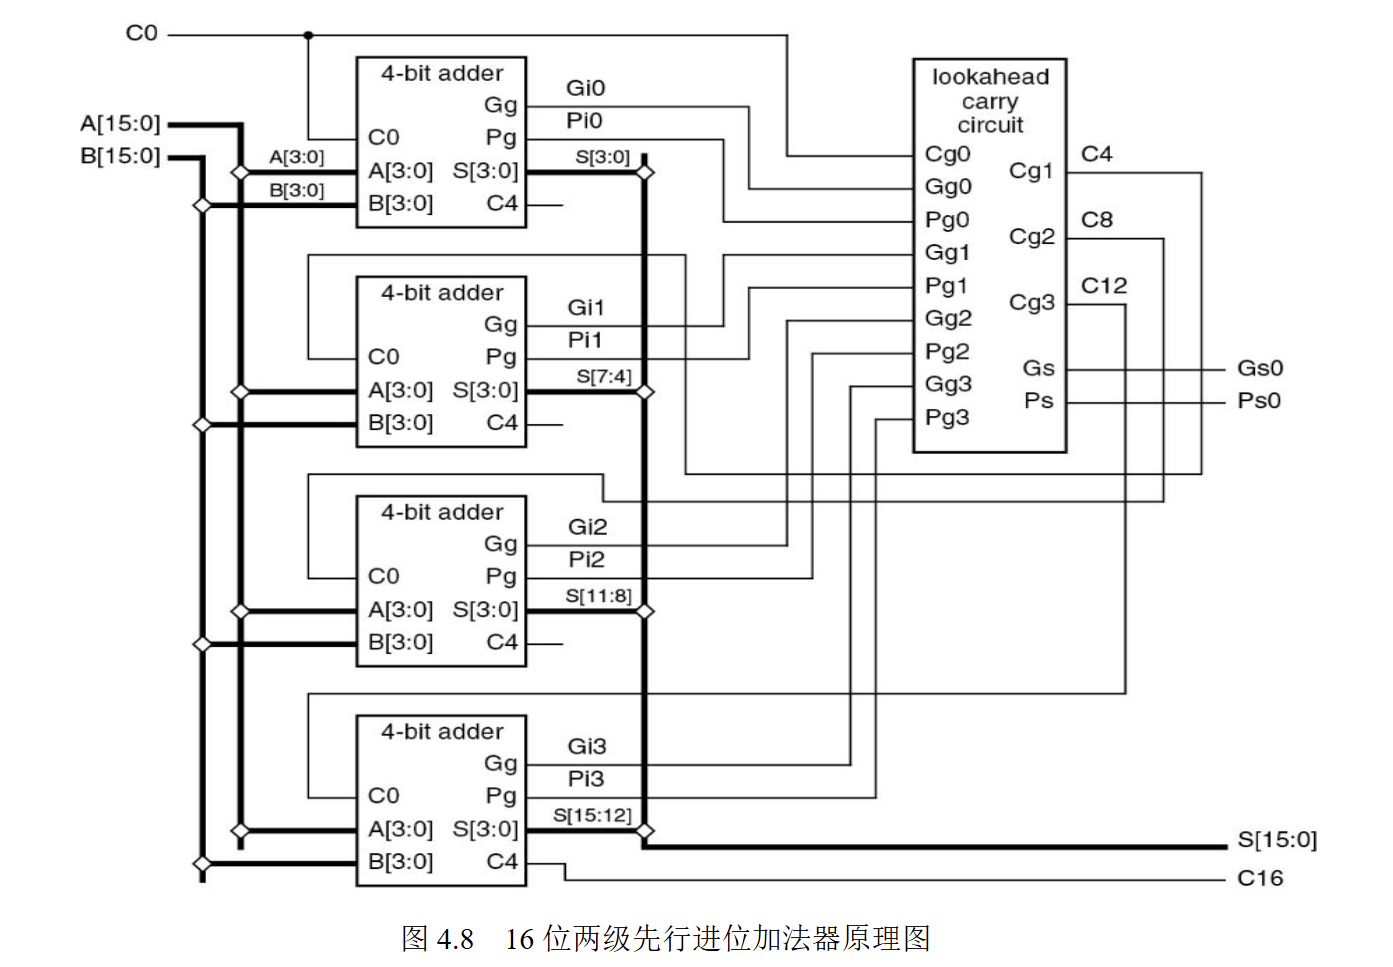 C0
A[15:0]
B[15:0]
4-bit adder
Gg
C0 Pg
A[3:0] S[3:0]
B[3:0] C4
A[3:0]
B[3:0]
Gi0
Pi0
S[3:0]
4-bit adder
Gg
C0 Pg
A[3:0] S[3:0]
B[3:0] C4
Gi1
Pi1
S[7:4]
4-bit adder
Gg
C0 Pg
A[3:0] S[3:0]
B[3:0] C4
Gi2
Pi2
S[11:8]
4-bit adder
Gg
C0 Pg
A[3:0] S[3:0]
B[3:0] C4
Gi3
Pi3
S[15:12]
lookahead
carry
circuit
Cg0
Gg0
Pg0
Gg1
Pg1
Gg2
Pg2
Gg3
Pg3
Cg1
Cg2
Cg3
Gs
Ps
C4
C8
C12
Gs0
Ps0
S[15:0]
C16
图 4.8 16 位两级先行进位加法器原理图